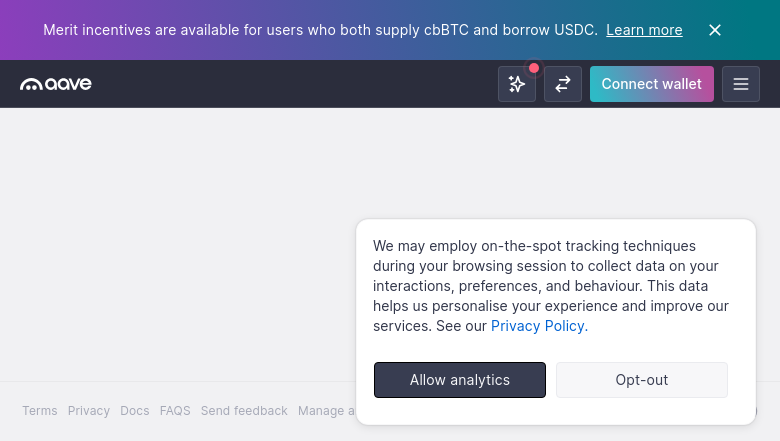 Merit incentives are available for users who both supply cbBTC and borrow USDC. Learn more
aave
Connect wallet
We may employ on-the-spot tracking techniques
during your browsing session to collect data on your
interactions, preferences, and behaviour. This data
helps us personalise your experience and improve our
services. See our Privacy Policy.
Allow analytics
Opt-out
Terms Privacy Docs FAQS Send feedback Manage